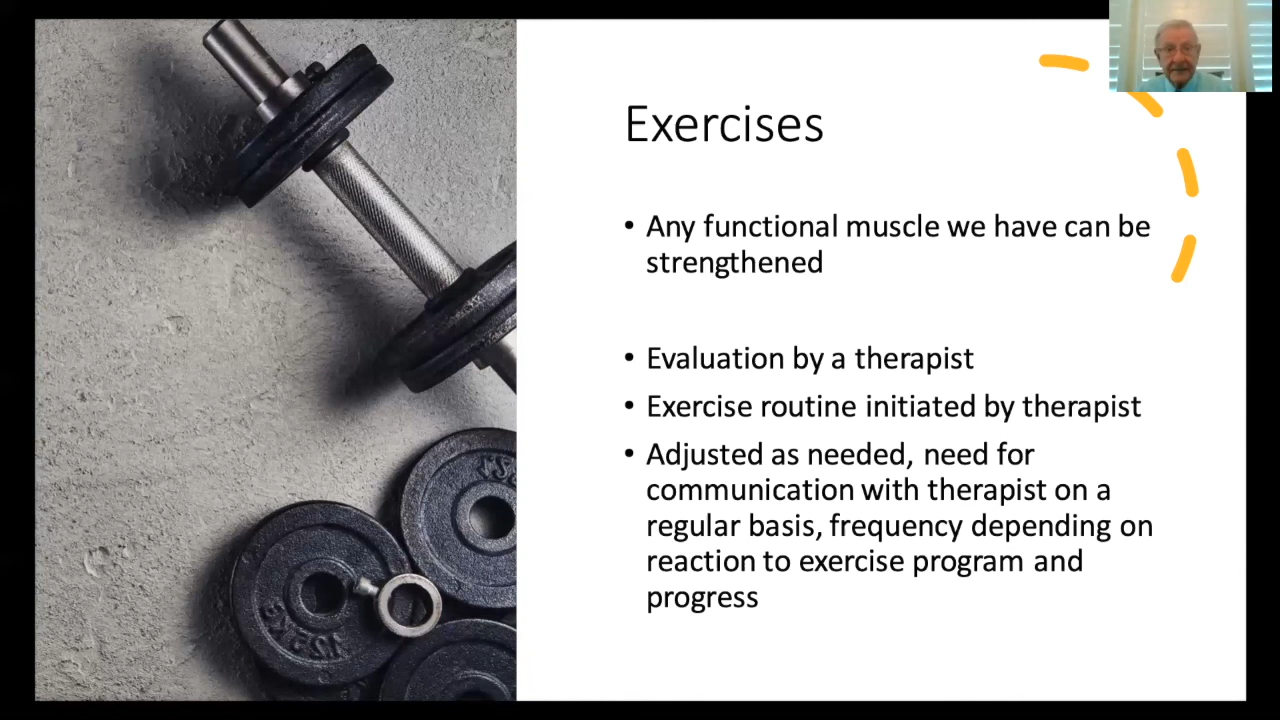 Exercises
• Any functional muscle we have can be
strengthened
• Evaluation by a therapist
• Exercise routine initiated by therapist
• Adjusted as needed, need for
communication with therapist on a
regular basis, frequency depending on
reaction to exercise program and
progress